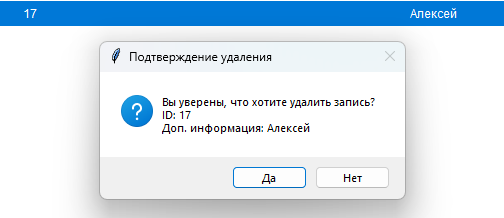 17 Алексей
Подтверждение удаления
Вы уверены, что хотите удалить запись?
ID: 17
Доп. информация: Алексей
Да Нет